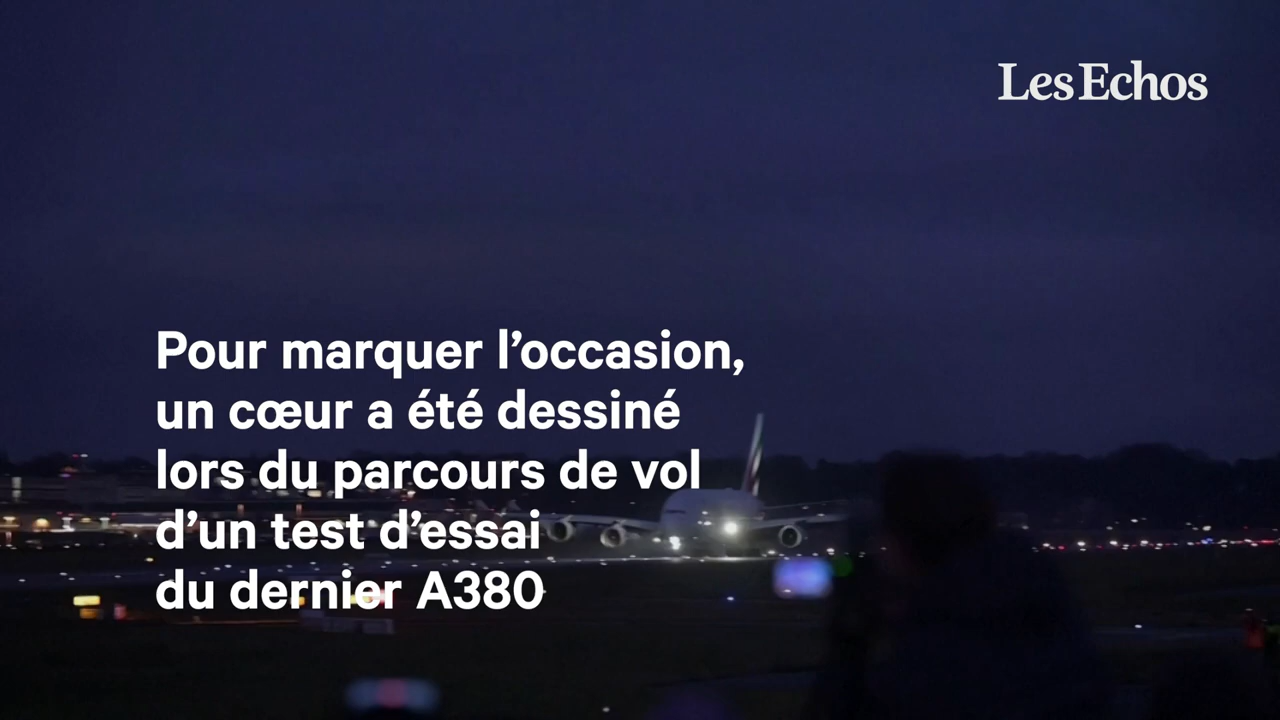 Les Echos
Pour marquer l’occasion,
un cœur a été dessiné
lors du parcours de vol
d’un test d’essai
du dernier A380